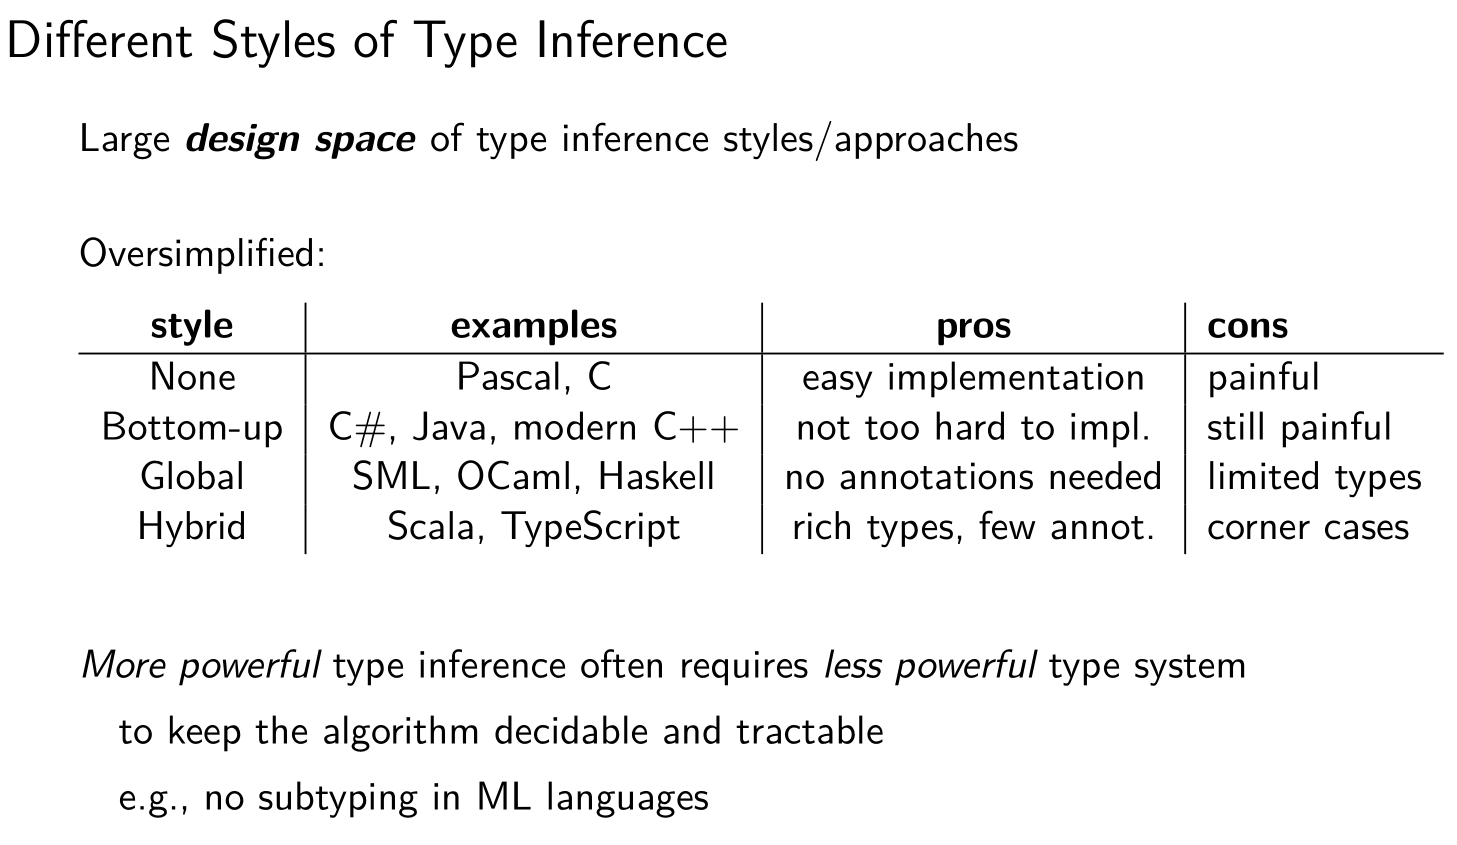 Different Styles of Type Inference
Large design space of type inference styles/approaches
Oversimplified:
style examples pros cons
None Pascal, C easy implementation painful
Bottom-up C#, Java, modern C++ not too hard to impl. still painful
Global SML, OCaml, Haskell no annotations needed limited types
Hybrid Scala, TypeScript rich types, few annot. corner cases
More powerful type inference often requires less powerful type system
to keep the algorithm decidable and tractable
e.g., no subtyping in ML languages